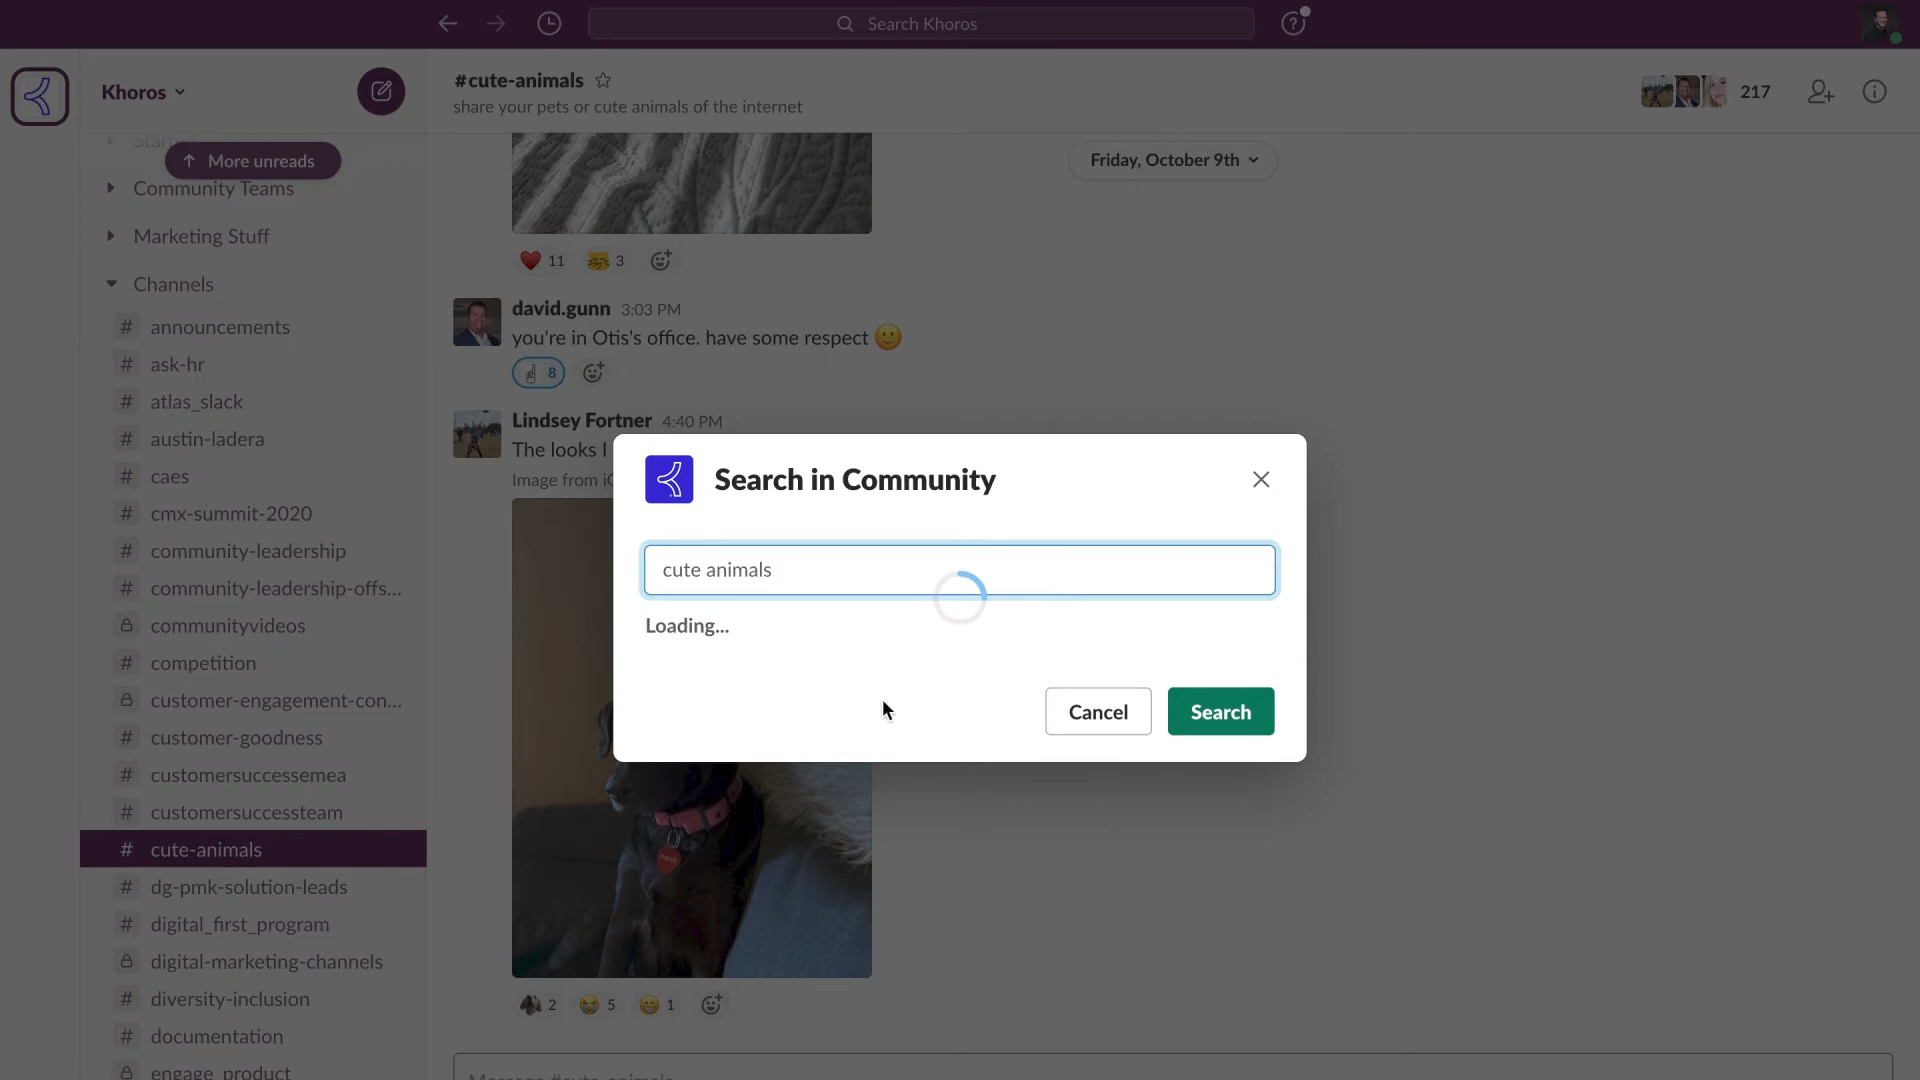 Search Khoros
Khoros
#cute-animals
share your pets or cute animals of the internet
217
More unreads
Community Teams
Marketing Stuff
Channels
# announcements
# ask-hr
# atlas_slack
# austin-ladera
# caes
# cmx-summit-2020
# community-leadership
# community-leadership-offs...
communityvideos
# competition
customer-engagement-con...
# customer-goodness
# customersuccessemea
# customersuccessteam
# cute-animals
# dg-pmk-solution-leads
# digital_first_program
digital-marketing-channels
# diversity-inclusion
# documentation
engage_product
Friday, October 9th
11 3
david.gunn 3:03 PM
you're in Otis's office. have some respect 🙂
8
Lindsey Fortner 4:40 PM
The looks I
Image from iC
Search in Community
cute animals
Loading...
Cancel Search
2 5 1
Message #cute-animals